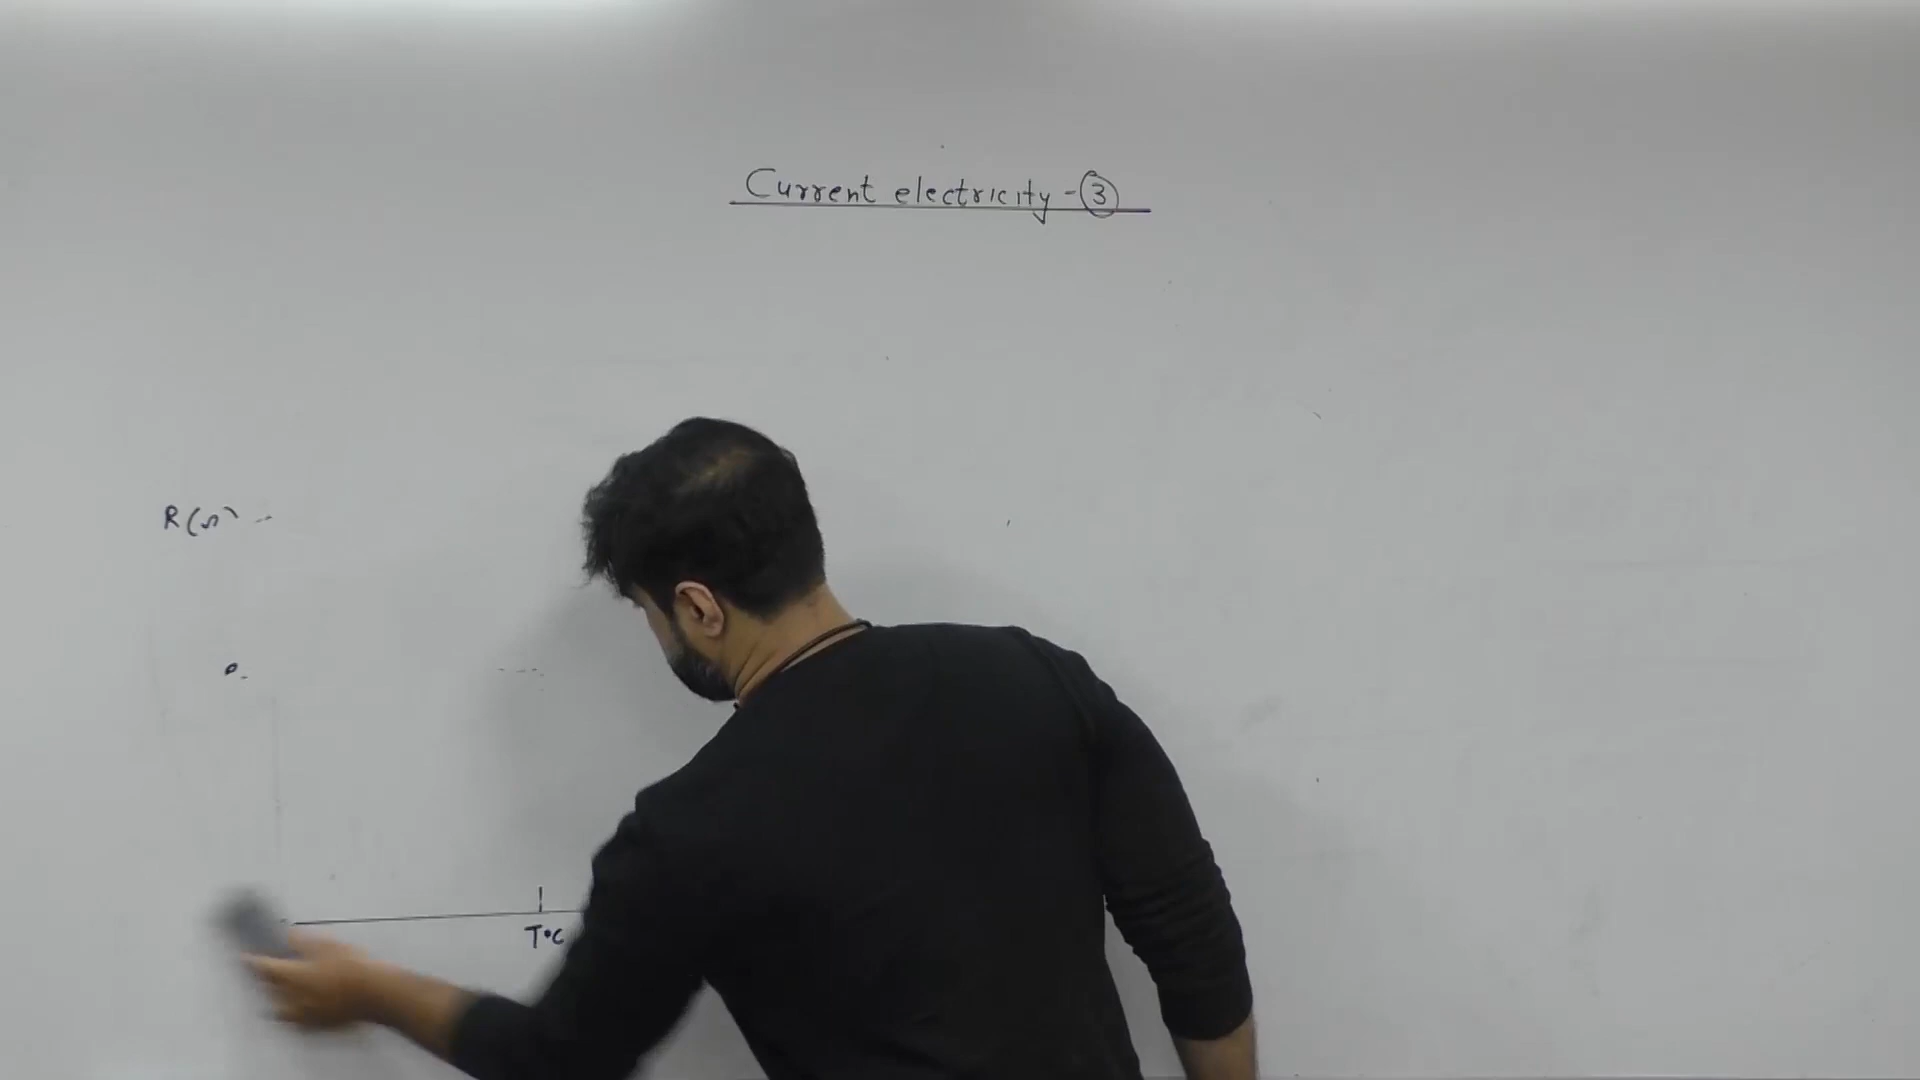 Current electricity - 3
R(Ω)
T°C